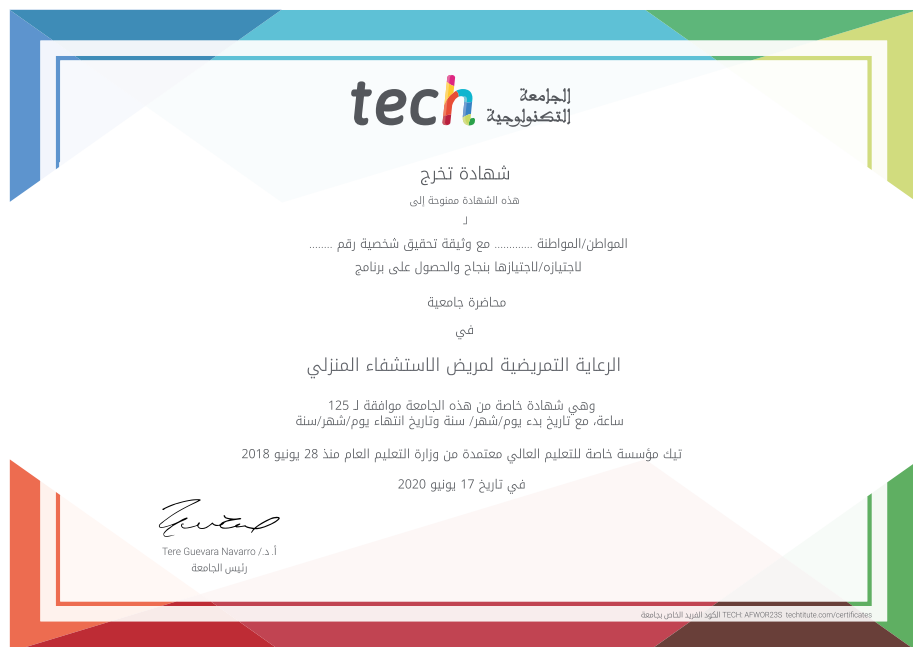 tech الجامعة
التكنولوجية
شهادة تخرج
هذه الشهادة ممنوحة إلى
لـ
المواطن/المواطنة ............. مع وثيقة تحقيق شخصية رقم ........
لاجتيازه/لاجتيازها بنجاح والحصول على برنامج
محاضرة جامعية
في
الرعاية التمريضية لمريض الاستشفاء المنزلي
وهي شهادة خاصة من هذه الجامعة موافقة لـ 125
ساعة، مع تاريخ بدء يوم/شهر/ سنة وتاريخ انتهاء يوم/شهر/سنة
تيك مؤسسة خاصة للتعليم العالي معتمدة من وزارة التعليم العام منذ 28 يونيو 2018
في تاريخ 17 يونيو 2020
أ.د./ Tere Guevara Navarro
رئيس الجامعة
الكود الفريد الخاص بجامعة TECH: AFWOR23S techtitute.com/certificates